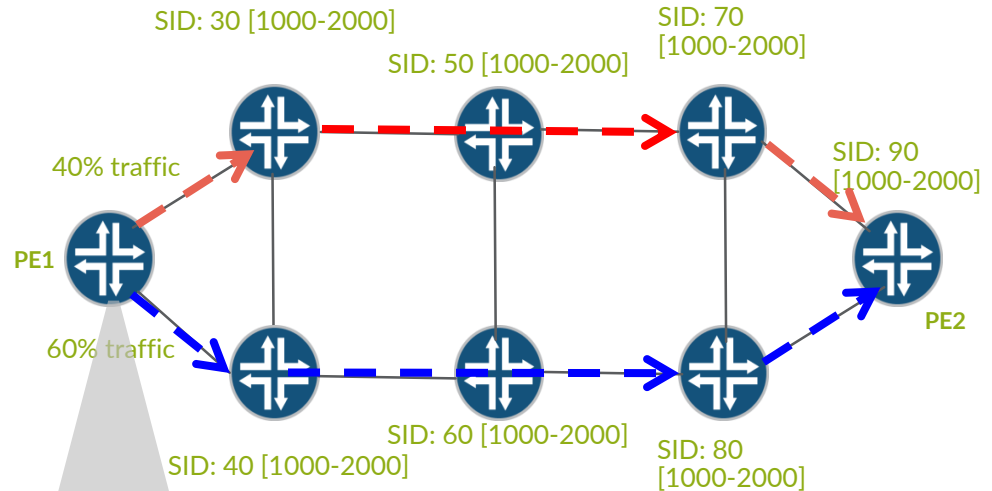 SID: 30 [1000-2000]
SID: 50 [1000-2000]
SID: 70
[1000-2000]
40% traffic
SID: 90
[1000-2000]
PE1
PE2
60% traffic
SID: 40 [1000-2000]
SID: 60 [1000-2000]
SID: 80
[1000-2000]